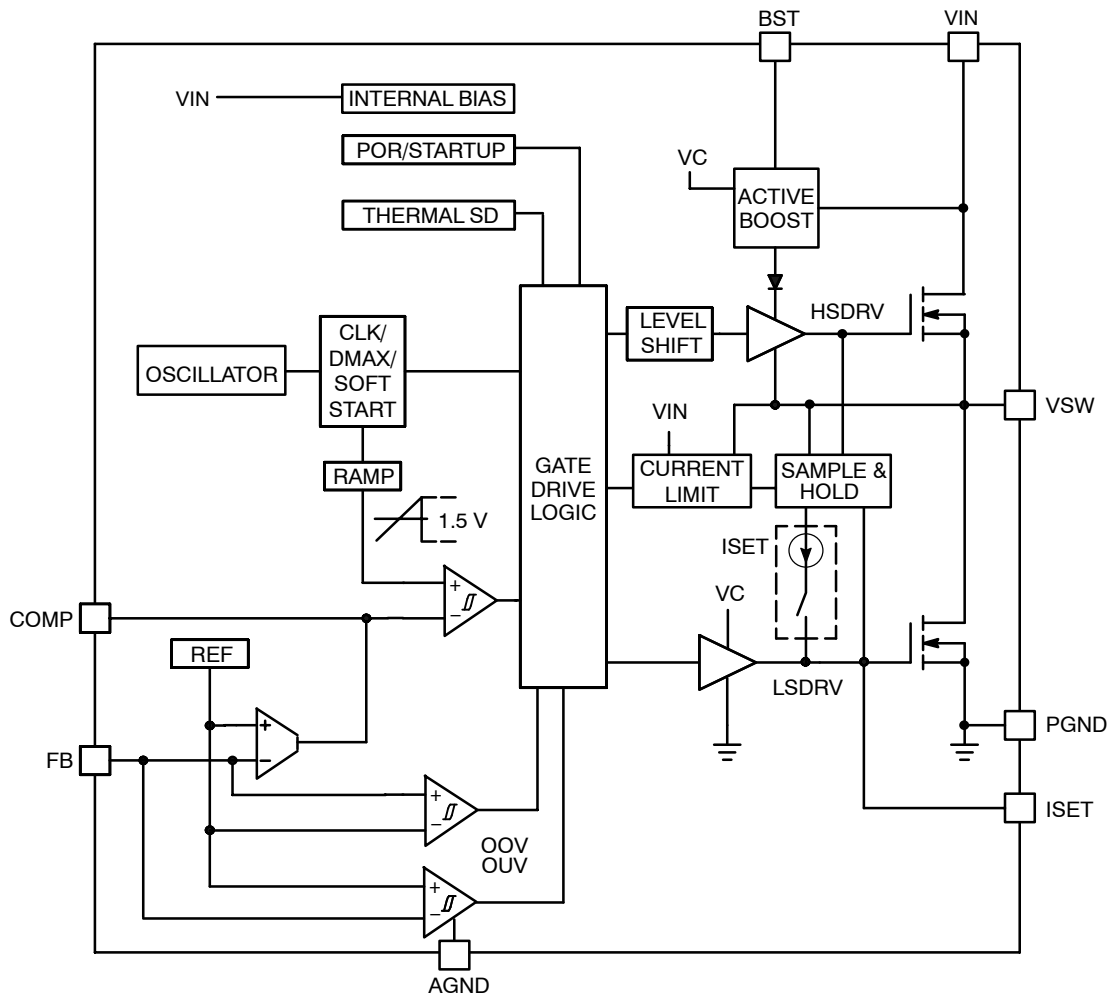 BST
VIN
VIN
INTERNAL BIAS
POR/STARTUP
VC
ACTIVE
BOOST
THERMAL SD
HSDRV
LEVEL
SHIFT
CLK/
DMAX/
SOFT
START
OSCILLATOR
VSW
VIN
GATE
DRIVE
LOGIC
CURRENT
LIMIT
SAMPLE &
HOLD
RAMP
1.5 V
ISET
+
−
VC
COMP
REF
LSDRV
+
−
PGND
FB
+
−
ISET
OOV
OUV
+
−
AGND